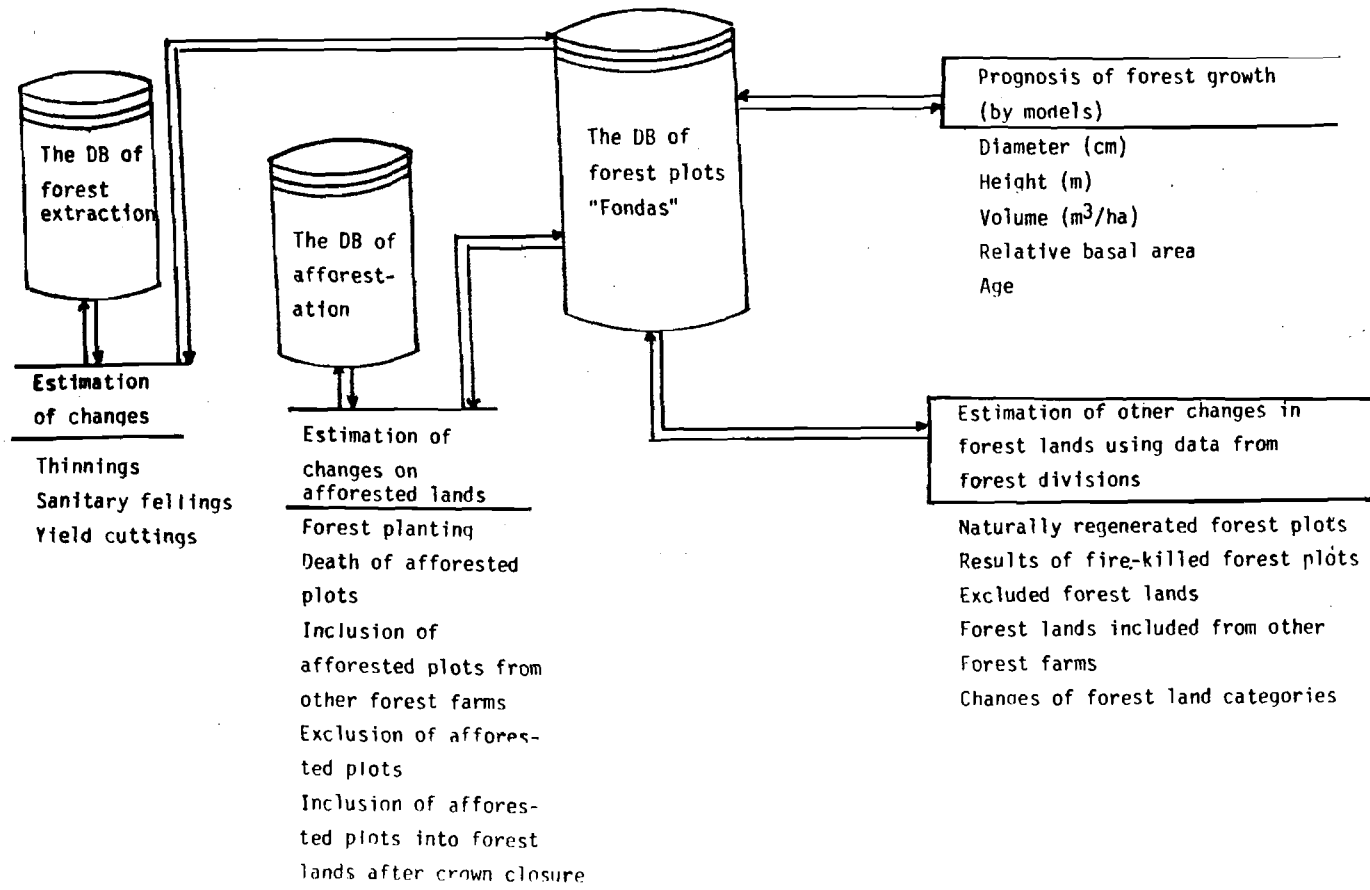 The DB of
forest
extraction
Estimation
of changes
Thinnings
Sanitary fellings
Yield cuttings
The DB of
afforest-
ation
Estimation of
changes on
afforested lands
Forest planting
Death of afforested
plots
Inclusion of
afforested plots from
other forest farms
Exclusion of affores-
ted plots
Inclusion of affores-
ted plots into forest
lands after crown closure
The DB of
forest plots
"Fondas"
Prognosis of forest growth
(by models)
Diameter (cm)
Height (m)
Volume (m³/ha)
Relative basal area
Age
Estimation of other changes in
forest lands using data from
forest divisions
Naturally regenerated forest plots
Results of fire-killed forest plots
Excluded forest lands
Forest lands included from other
Forest farms
Changes of forest land categories